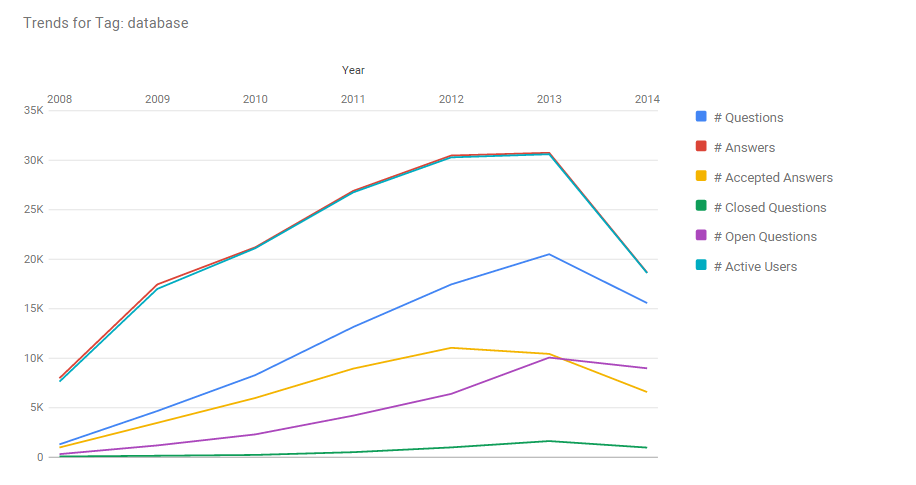 Trends for Tag: database
Year
2008 2009 2010 2011 2012 2013 2014
35K
30K
25K
20K
15K
10K
5K
0
# Questions
# Answers
# Accepted Answers
# Closed Questions
# Open Questions
# Active Users